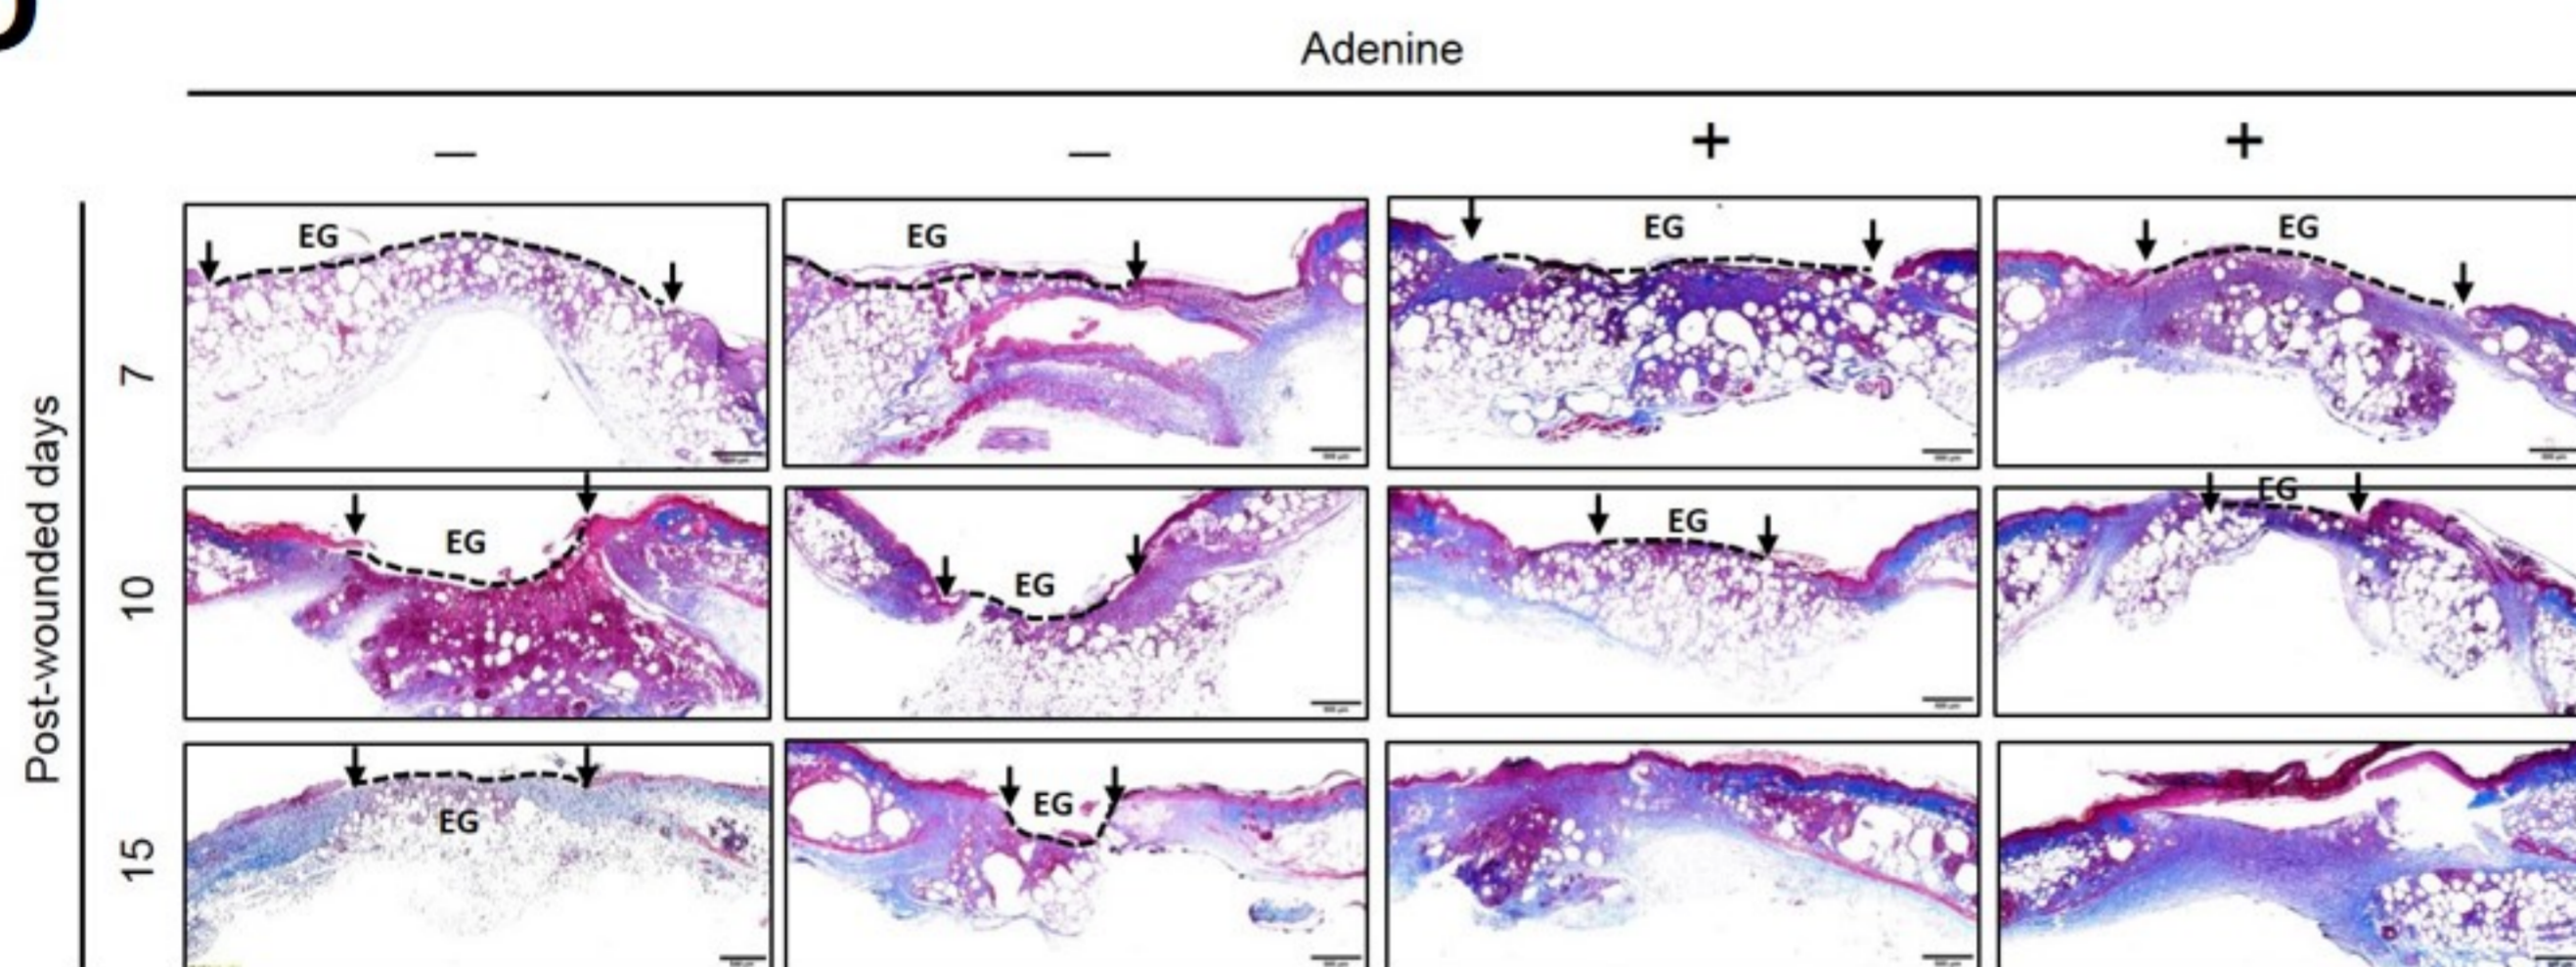 Adenine
— — + +
Post-wounded days
7
EG EG EG EG
10
EG EG EG EG
15
EG EG